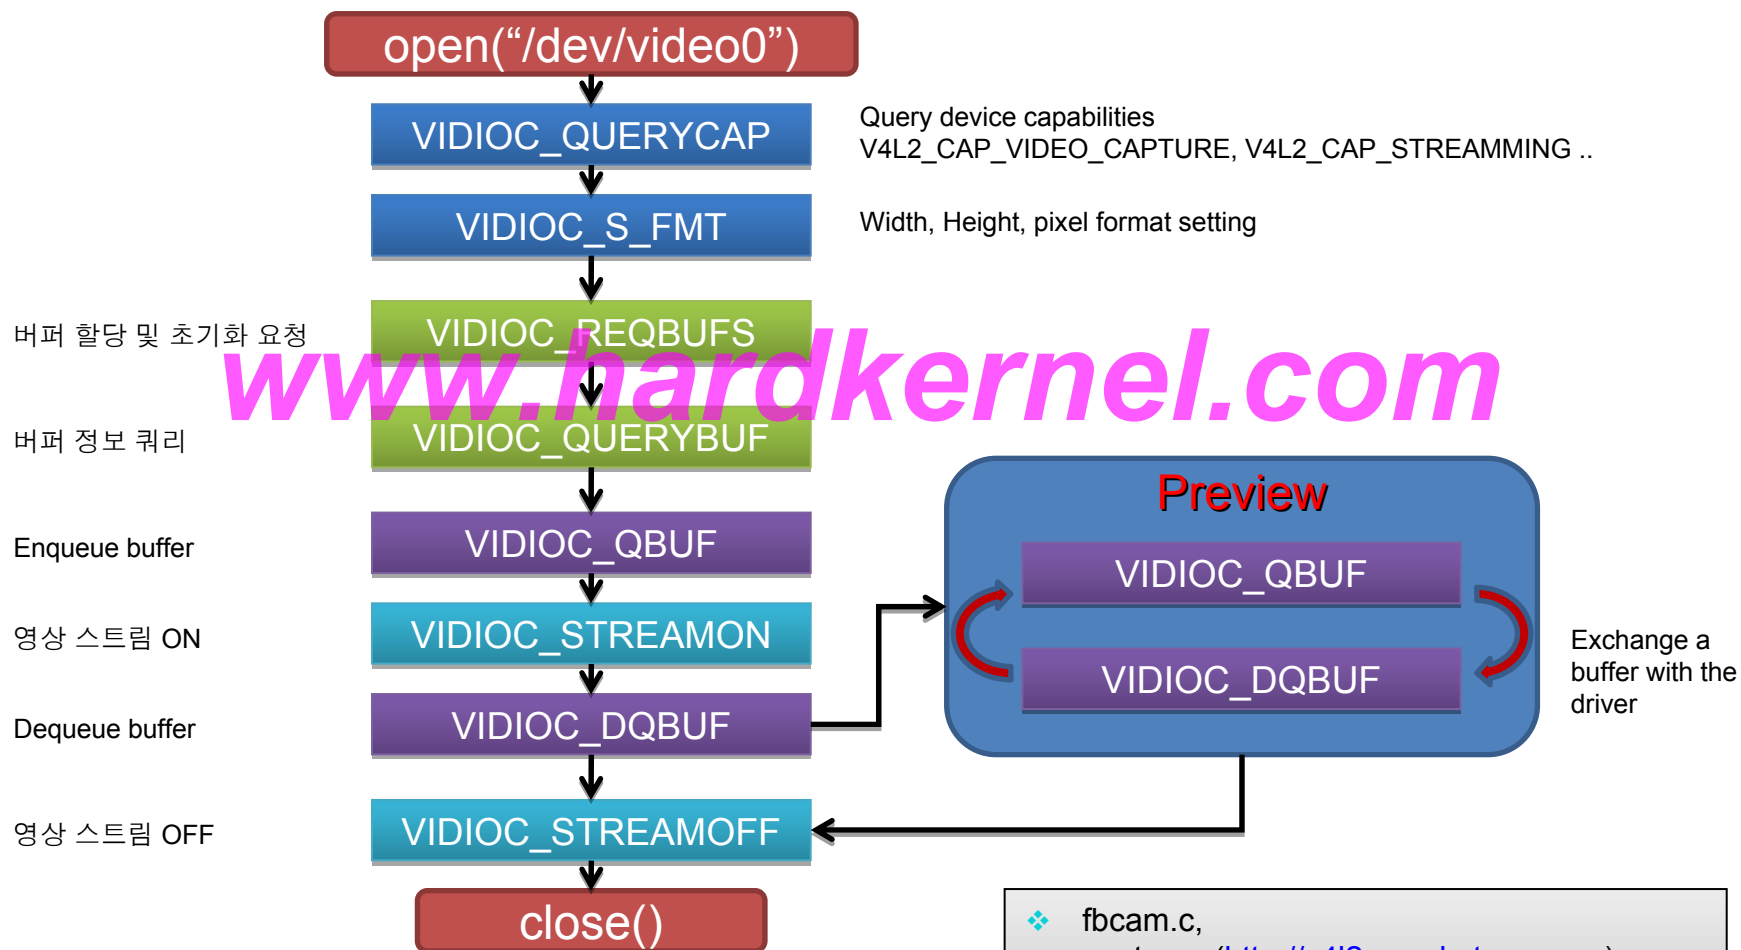 open(“/dev/video0”)
VIDIOC_QUERYCAP
Query device capabilities
V4L2_CAP_VIDEO_CAPTURE, V4L2_CAP_STREAMMING ..
VIDIOC_S_FMT
Width, Height, pixel format setting
버퍼 할당 및 초기화 요청
VIDIOC_REQBUFS
www.hardkernel.com
버퍼 정보 쿼리
VIDIOC_QUERYBUF
Enqueue buffer
VIDIOC_QBUF
영상 스트림 ON
VIDIOC_STREAMON
Dequeue buffer
VIDIOC_DQBUF
Preview
VIDIOC_QBUF
VIDIOC_DQBUF
Exchange a
buffer with the
driver
영상 스트림 OFF
VIDIOC_STREAMOFF
close()
fbcam.c,